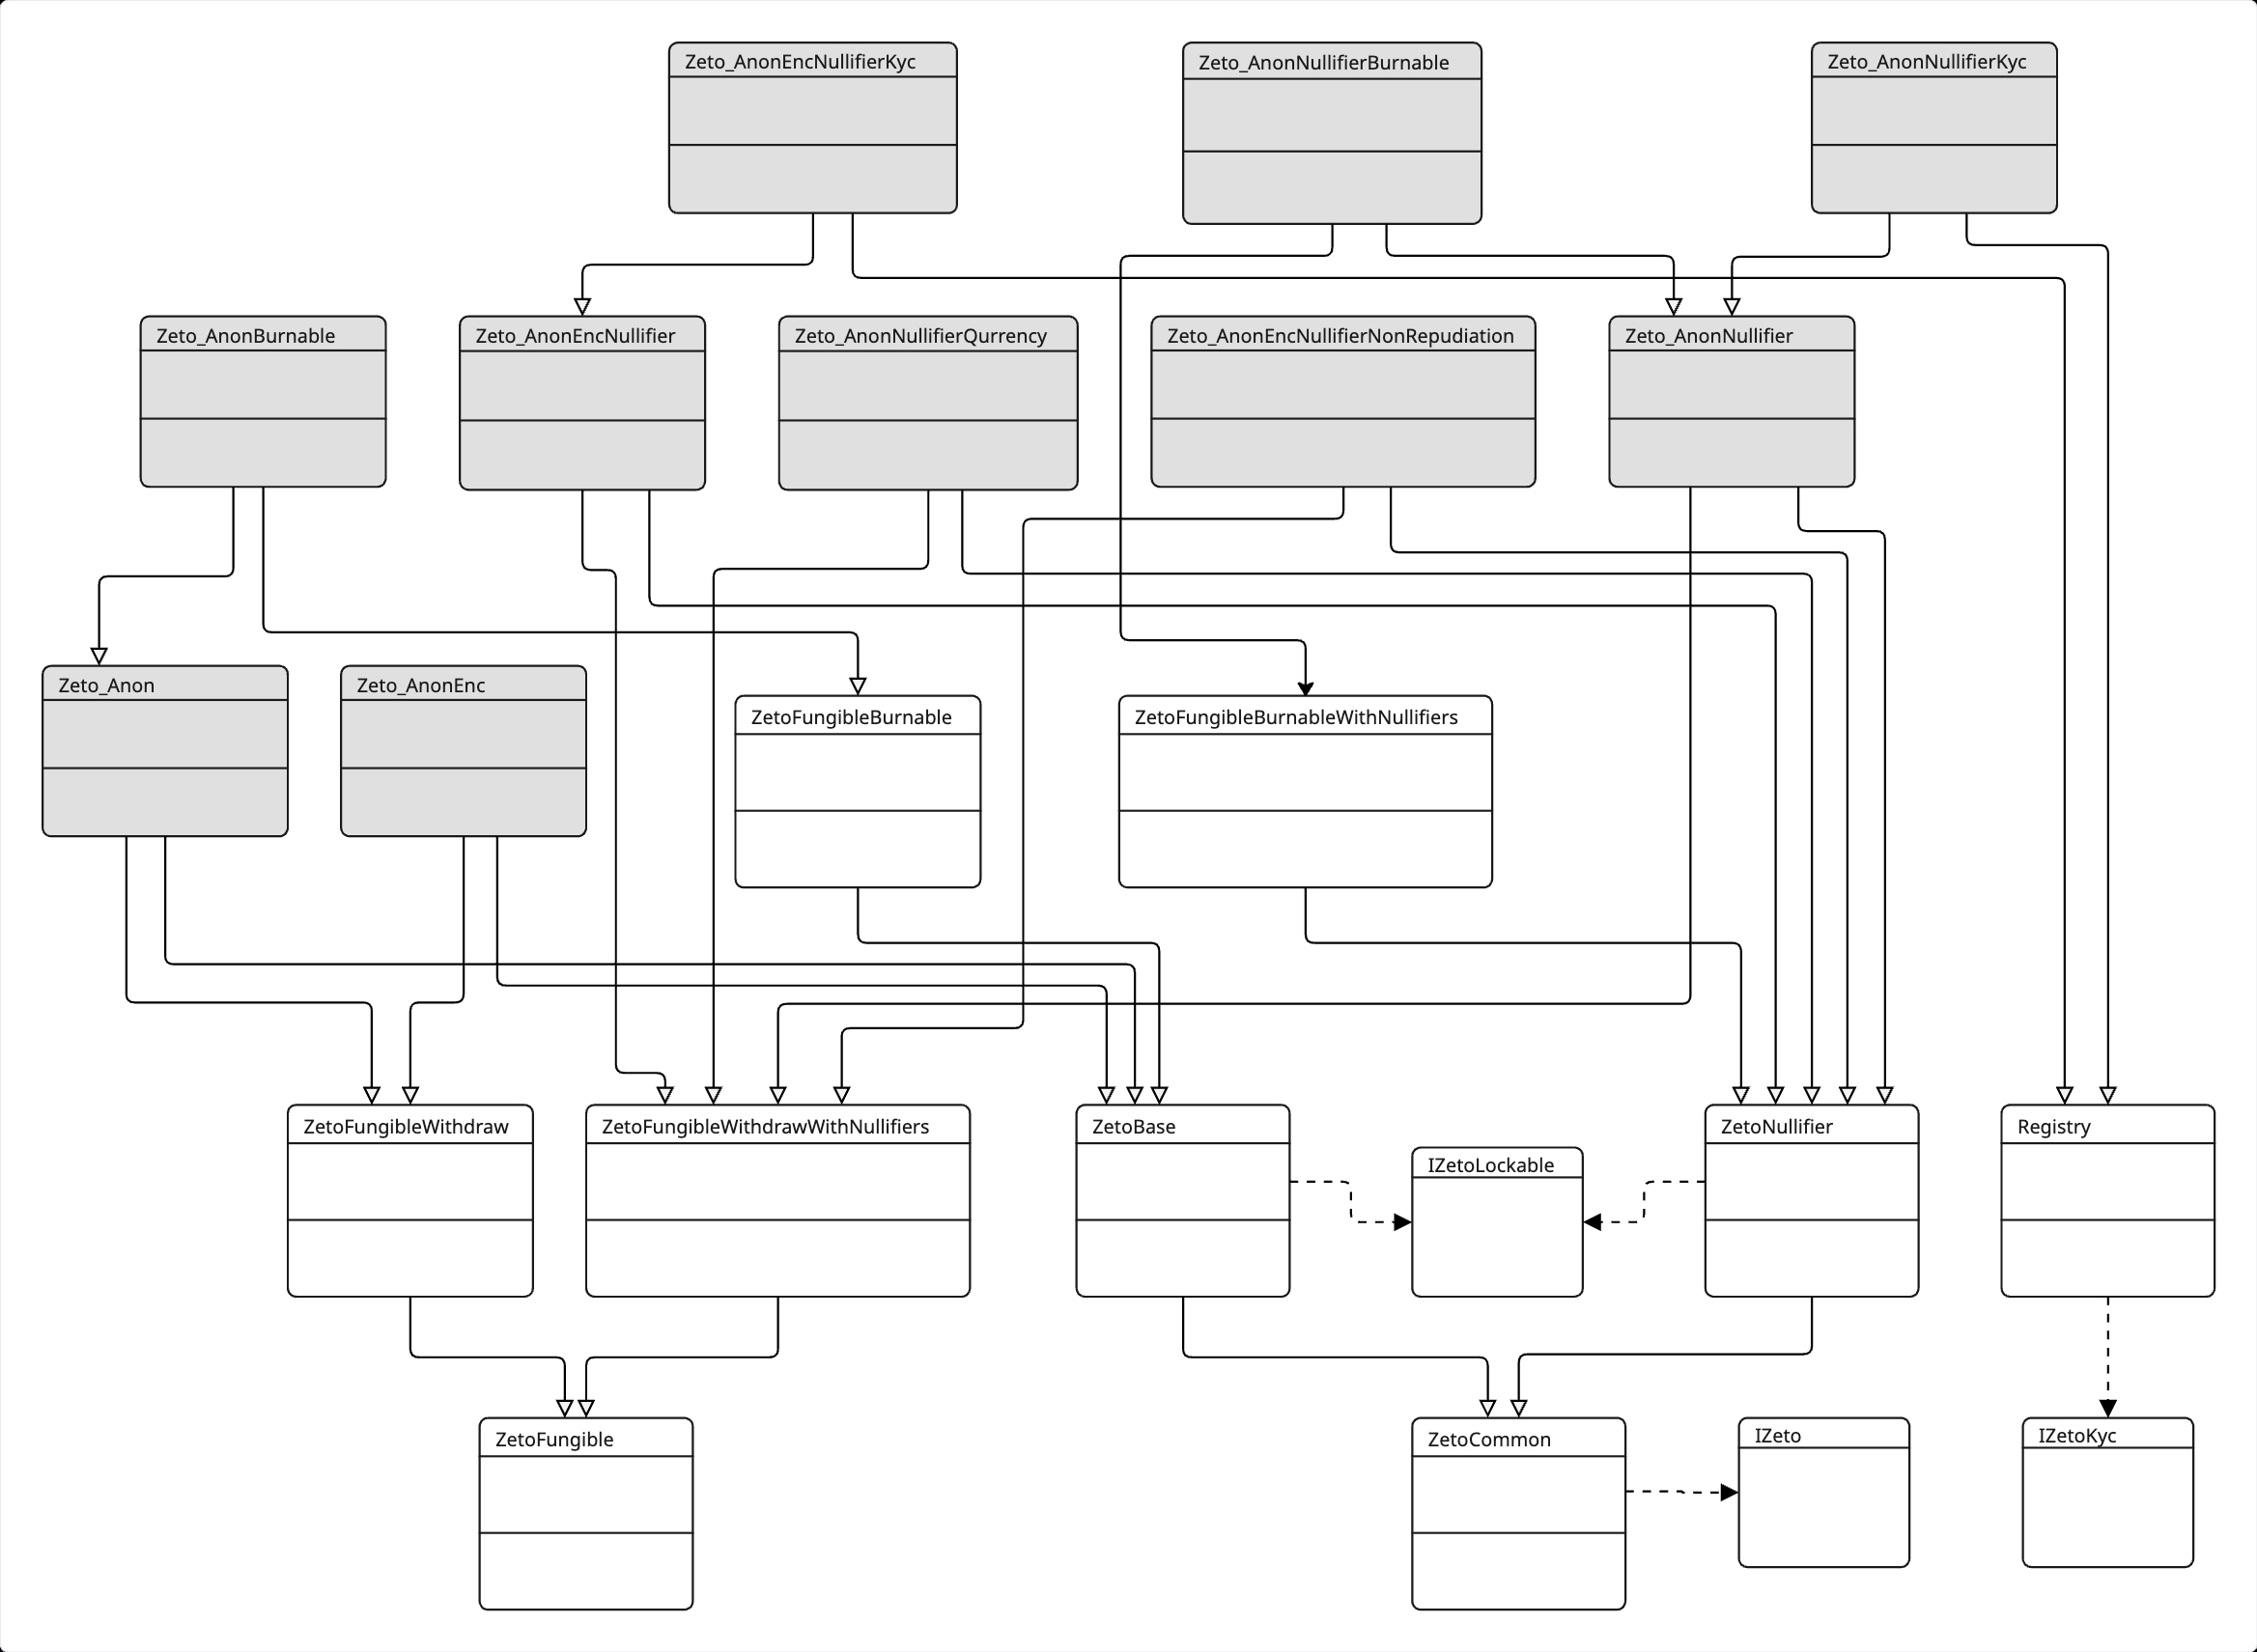 Zeto_AnonEncNullifierKyc
Zeto_AnonNullifierBurnable
Zeto_AnonNullifierKyc
Zeto_AnonBurnable
Zeto_AnonEncNullifier
Zeto_AnonNullifierQurrency
Zeto_AnonEncNullifierNonRepudiation
Zeto_AnonNullifier
Zeto_Anon
Zeto_AnonEnc
ZetoFungibleBurnable
ZetoFungibleBurnableWithNullifiers
ZetoFungibleWithdraw
ZetoFungibleWithdrawWithNullifiers
ZetoBase
IZetoLockable
ZetoNullifier
Registry
ZetoFungible
ZetoCommon
IZeto
IZetoKyc